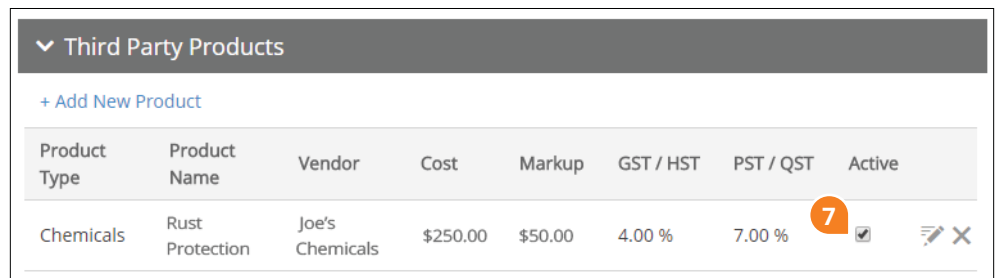 Third Party Products
+ Add New Product
Product Type Product Name Vendor Cost Markup GST / HST PST / QST Active
Chemicals Rust Protection Joe's Chemicals $250.00 $50.00 4.00 % 7.00 % 7